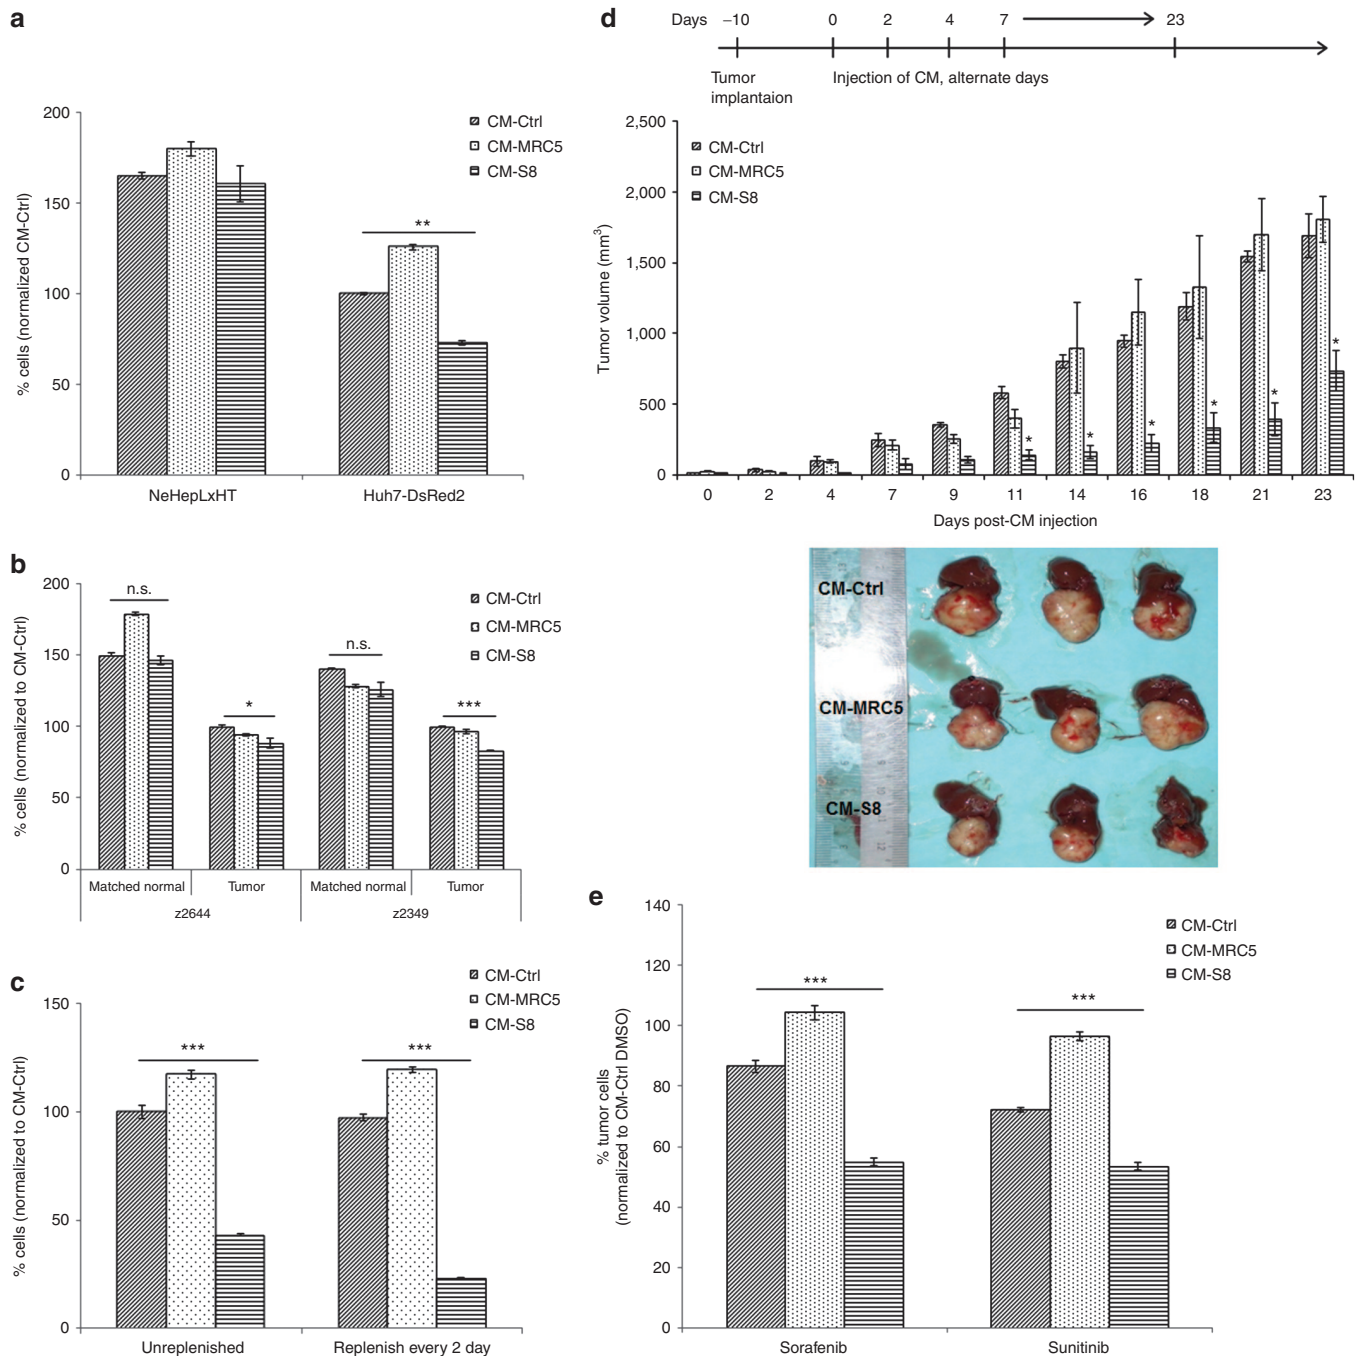 a
200
150
100
50
0
% cells (normalized CM-Ctrl)
CM-Ctrl
CM-MRC5
CM-S8
**
NeHepLxHT Huh7-DsRed2
b
200
150
100
50
0
% cells (normalized to CM-Ctrl)
CM-Ctrl
CM-MRC5
CM-S8
n.s.
*
n.s.
***
Matched normal Tumor Matched normal Tumor
z2644 z2349
c
150
100
50
0
% cells (normalized to CM-Ctrl)
CM-Ctrl
CM-MRC5
CM-S8
*** ***
Unreplenished Replenish every 2 day
d
Days –10 0 2 4 7 23
Tumor
implantaion
Injection of CM, alternate days
2,500
2,000
1,500
1,000
500
0
Tumor volume (mm3)
CM-Ctrl
CM-MRC5
CM-S8
* * * * * *
0 2 4 7 9 11 14 16 18 21 23
Days post-CM injection
CM-Ctrl
CM-MRC5
CM-S8
e
140
120
100
80
60
40
20
0
% tumor cells
(normalized to CM-Ctrl DMSO)
CM-Ctrl
CM-MRC5
CM-S8
*** ***
Sorafenib Sunitinib